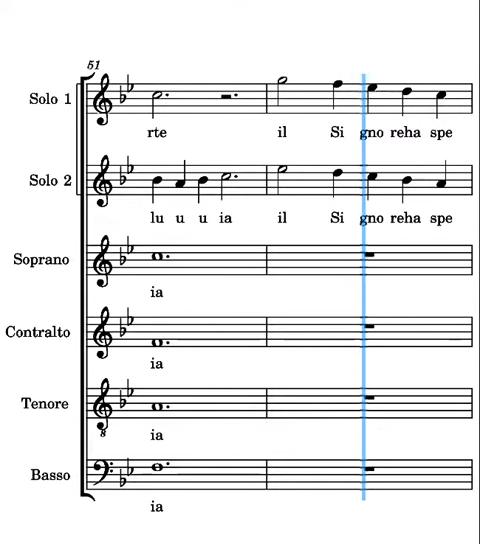 51
Solo 1
rte il Si gno reha spe
Solo 2
lu u u ia il Si gno reha spe
Soprano
ia
Contralto
ia
Tenore
8
ia
Basso
ia